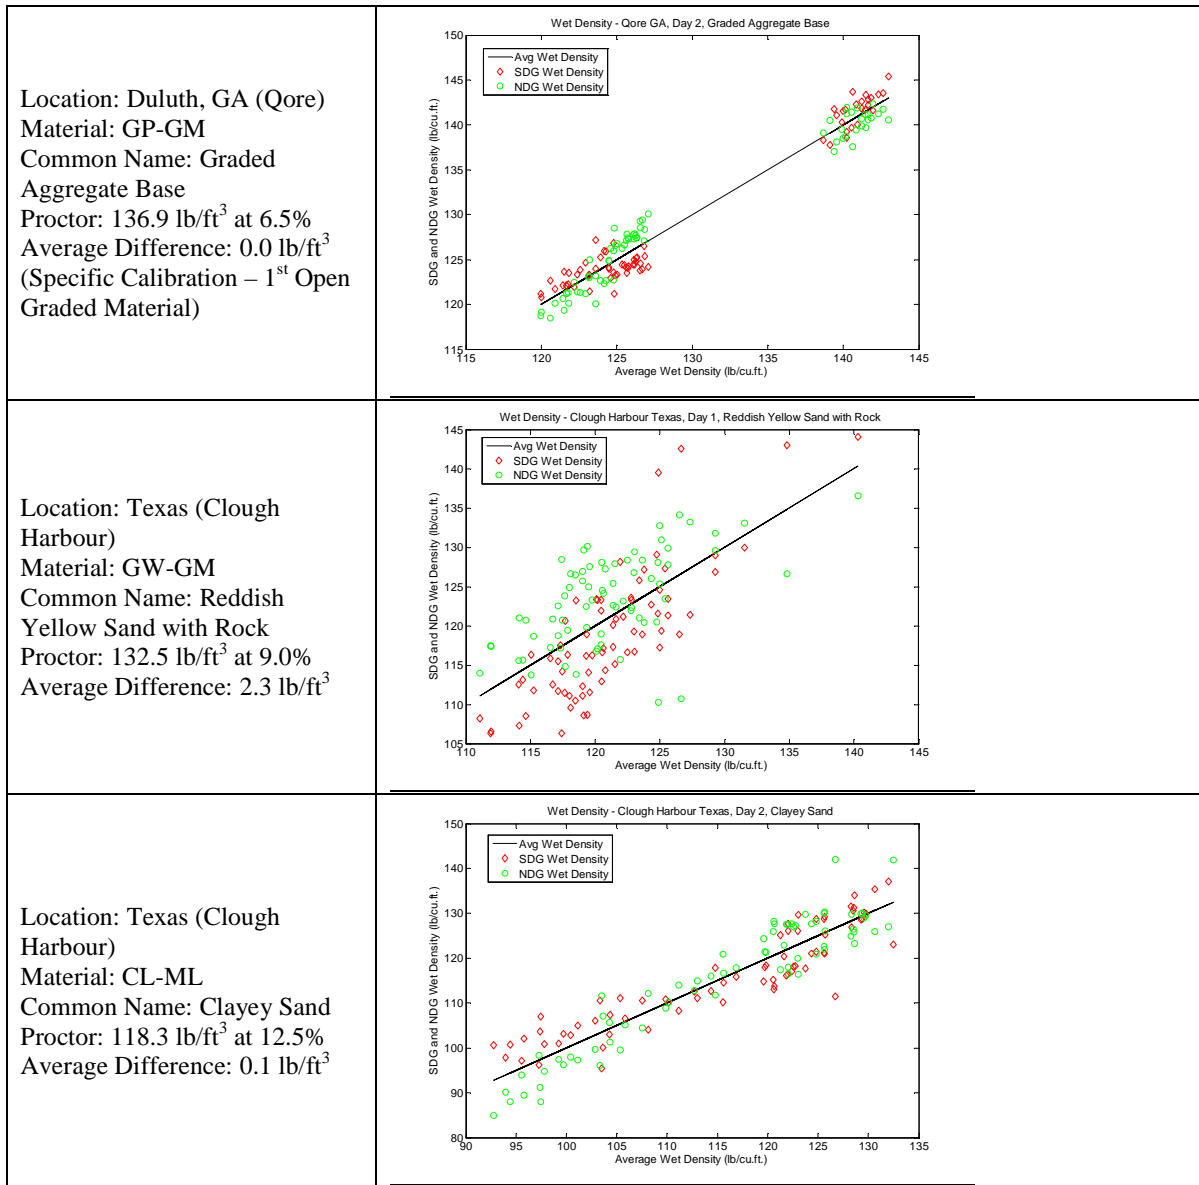 Location: Duluth, GA (Qore)
Material: GP-GM
Common Name: Graded
Aggregate Base
Proctor: 136.9 lb/ft³ at 6.5%
Average Difference: 0.0 lb/ft³
(Specific Calibration – 1ˢᵗ Open
Graded Material)
Wet Density - Qore GA, Day 2, Graded Aggregate Base
Avg Wet Density
SDG Wet Density
NDG Wet Density
SDG and NDG Wet Density (lb/cu.ft.)
150
145
140
135
130
125
120
115
115 120 125 130 135 140 145
Average Wet Density (lb/cu.ft.)
Location: Texas (Clough
Harbour)
Material: GW-GM
Common Name: Reddish
Yellow Sand with Rock
Proctor: 132.5 lb/ft³ at 9.0%
Average Difference: 2.3 lb/ft³
Wet Density - Clough Harbour Texas, Day 1, Reddish Yellow Sand with Rock
Avg Wet Density
SDG Wet Density
NDG Wet Density
SDG and NDG Wet Density (lb/cu.ft.)
145
140
135
130
125
120
115
110
105
110 115 120 125 130 135 140 145
Average Wet Density (lb/cu.ft.)
Location: Texas (Clough
Harbour)
Material: CL-ML
Common Name: Clayey Sand
Proctor: 118.3 lb/ft³ at 12.5%
Average Difference: 0.1 lb/ft³
Wet Density - Clough Harbour Texas, Day 2, Clayey Sand
Avg Wet Density
SDG Wet Density
NDG Wet Density
SDG and NDG Wet Density (lb/cu.ft.)
150
140
130
120
110
100
90
80
90 95 100 105 110 115 120 125 130 135
Average Wet Density (lb/cu.ft.)